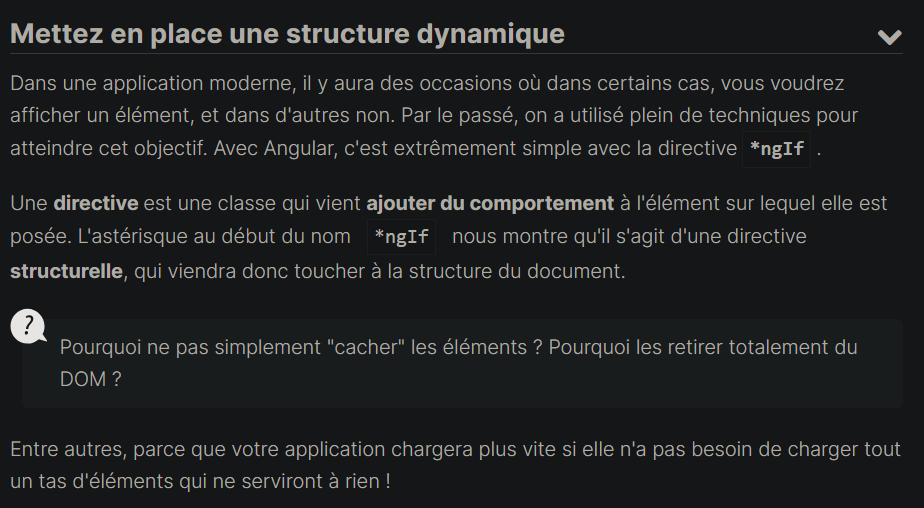 Mettez en place une structure dynamique
Dans une application moderne, il y aura des occasions où dans certains cas, vous voudrez
afficher un élément, et dans d'autres non. Par le passé, on a utilisé plein de techniques pour
atteindre cet objectif. Avec Angular, c'est extrêmement simple avec la directive *ngIf .
Une directive est une classe qui vient ajouter du comportement à l'élément sur lequel elle est
posée. L'astérisque au début du nom *ngIf nous montre qu'il s'agit d'une directive
structurelle, qui viendra donc toucher à la structure du document.
?
Pourquoi ne pas simplement "cacher" les éléments ? Pourquoi les retirer totalement du
DOM ?
Entre autres, parce que votre application chargera plus vite si elle n'a pas besoin de charger tout
un tas d'éléments qui ne serviront à rien !